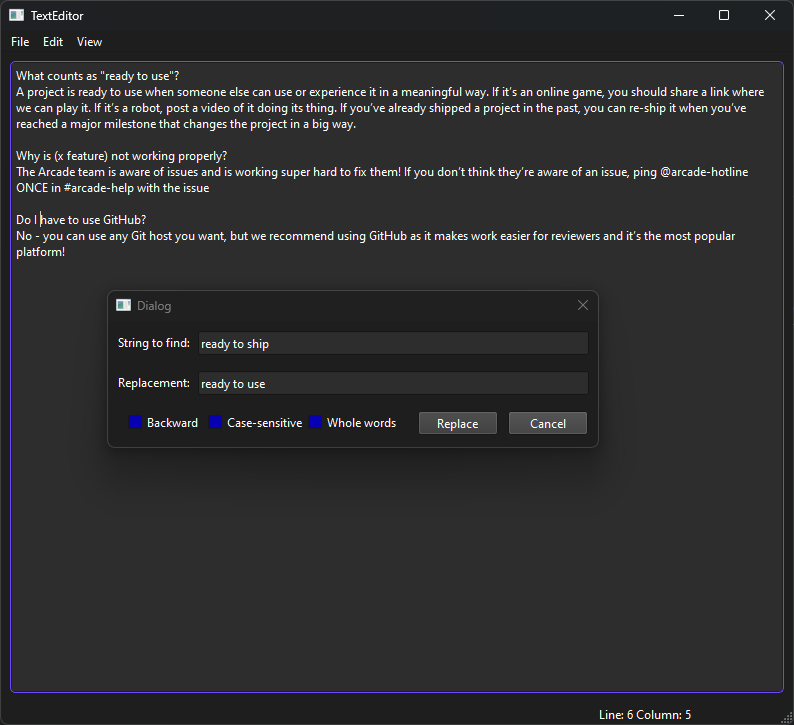 TextEditor
File Edit View
What counts as "ready to use"?
A project is ready to use when someone else can use or experience it in a meaningful way. If it’s an online game, you should share a link where
we can play it. If it’s a robot, post a video of it doing its thing. If you’ve already shipped a project in the past, you can re-ship it when you’ve
reached a major milestone that changes the project in a big way.
Why is (x feature) not working properly?
The Arcade team is aware of issues and is working super hard to fix them! If you don’t think they’re aware of an issue, ping @arcade-hotline
ONCE in #arcade-help with the issue
Do I have to use GitHub?
No - you can use any Git host you want, but we recommend using GitHub as it makes work easier for reviewers and it’s the most popular
platform!
Dialog
String to find: ready to ship
Replacement: ready to use
Backward Case-sensitive Whole words Replace Cancel
Line: 6 Column: 5